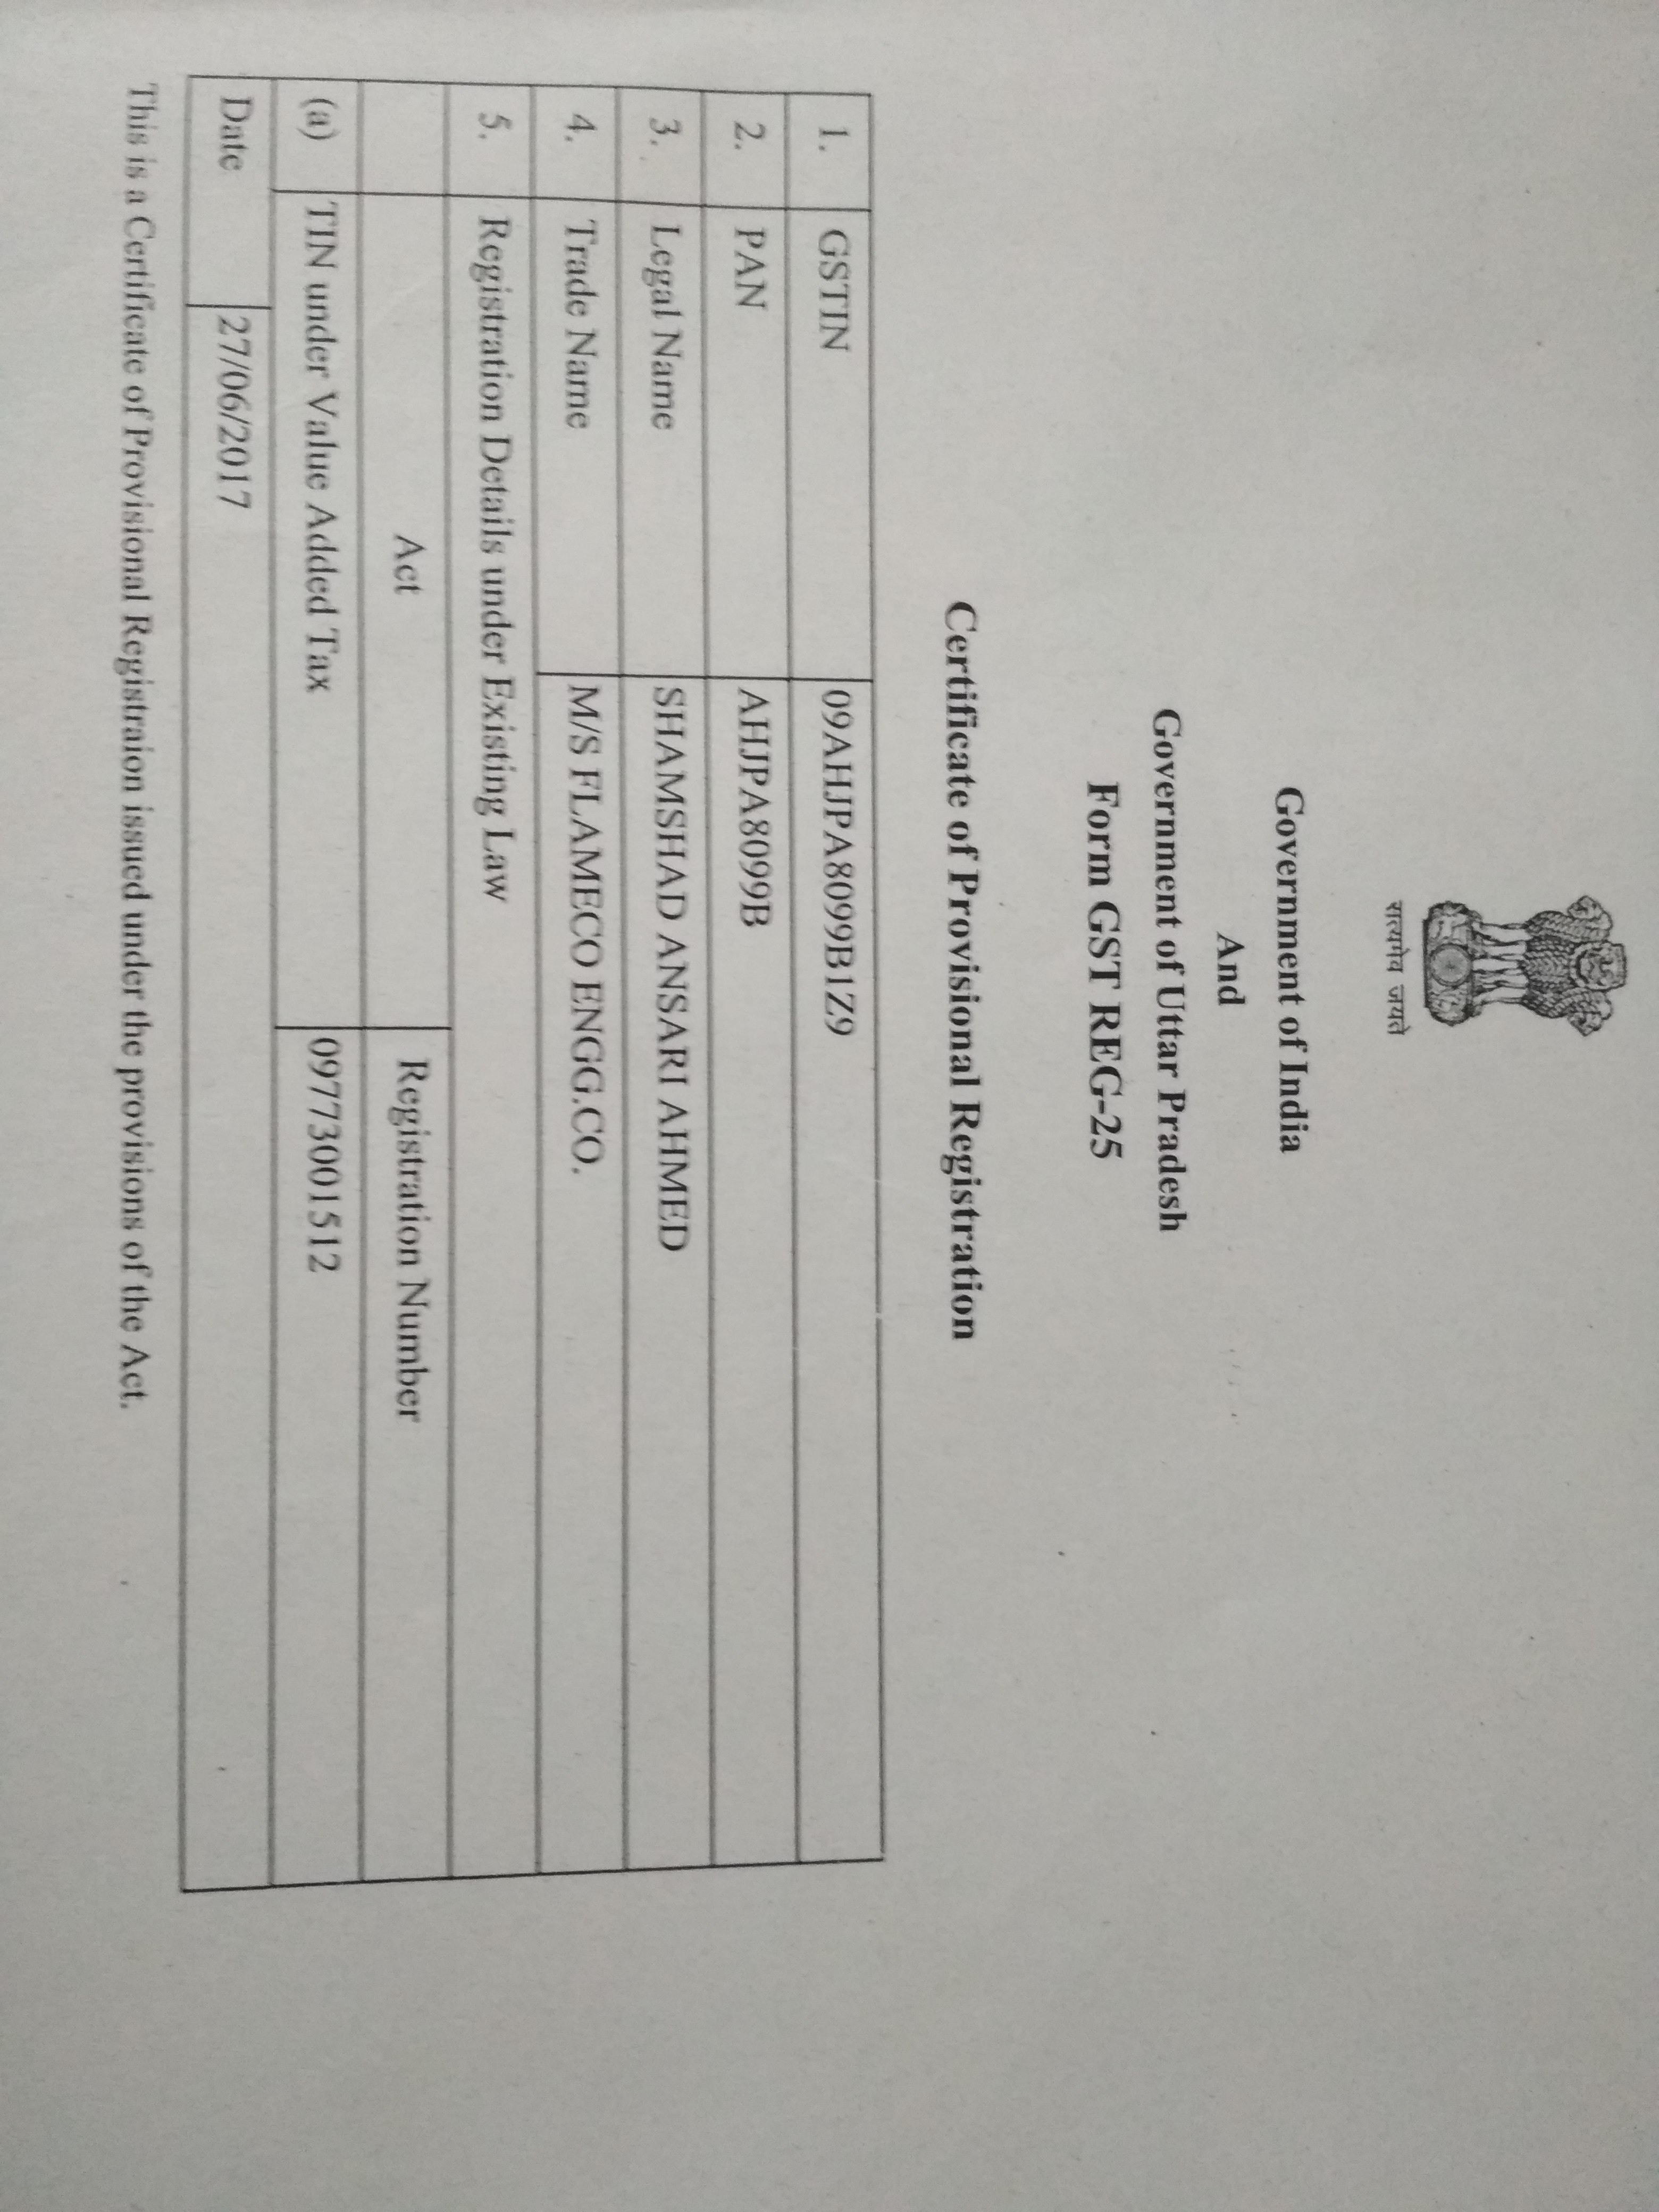 सत्यमेव जयते
Government of India
And
Government of Uttar Pradesh
Form GST REG-25
Certificate of Provisional Registration
1. GSTIN 09AHJPA8099B1Z9
2. PAN AHJPA8099B
3. Legal Name SHAMSHAD ANSARI AHMED
4. Trade Name M/S FLAMECO ENGG.CO.
5. Registration Details under Existing Law
Act Registration Number
(a) TIN under Value Added Tax 09773001512
Date 27/06/2017
This is a Certificate of Provisional Registraion issued under the provisions of the Act.